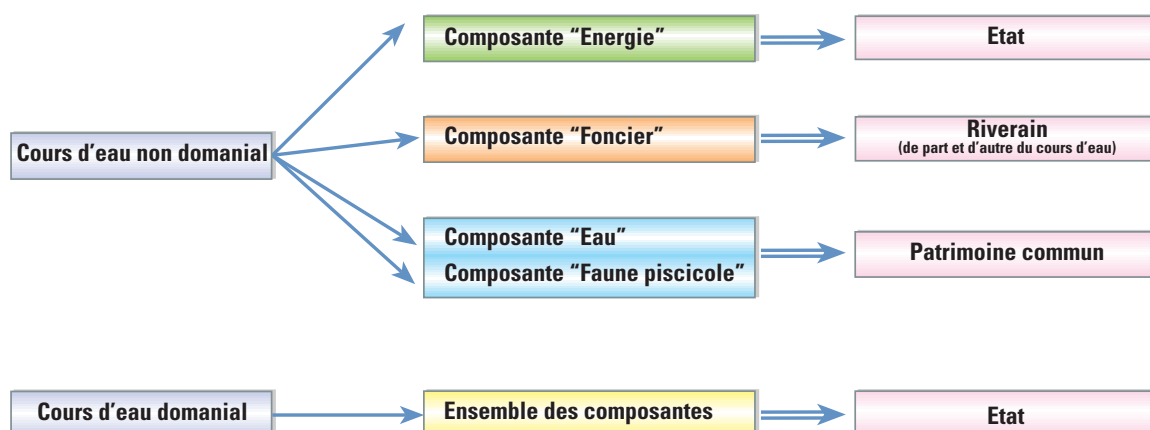 Composante “Energie”
Etat
Cours d’eau non domanial
Composante “Foncier”
Riverain
(de part et d’autre du cours d’eau)
Composante “Eau”
Composante “Faune piscicole”
Patrimoine commun
Cours d’eau domanial
Ensemble des composantes
Etat